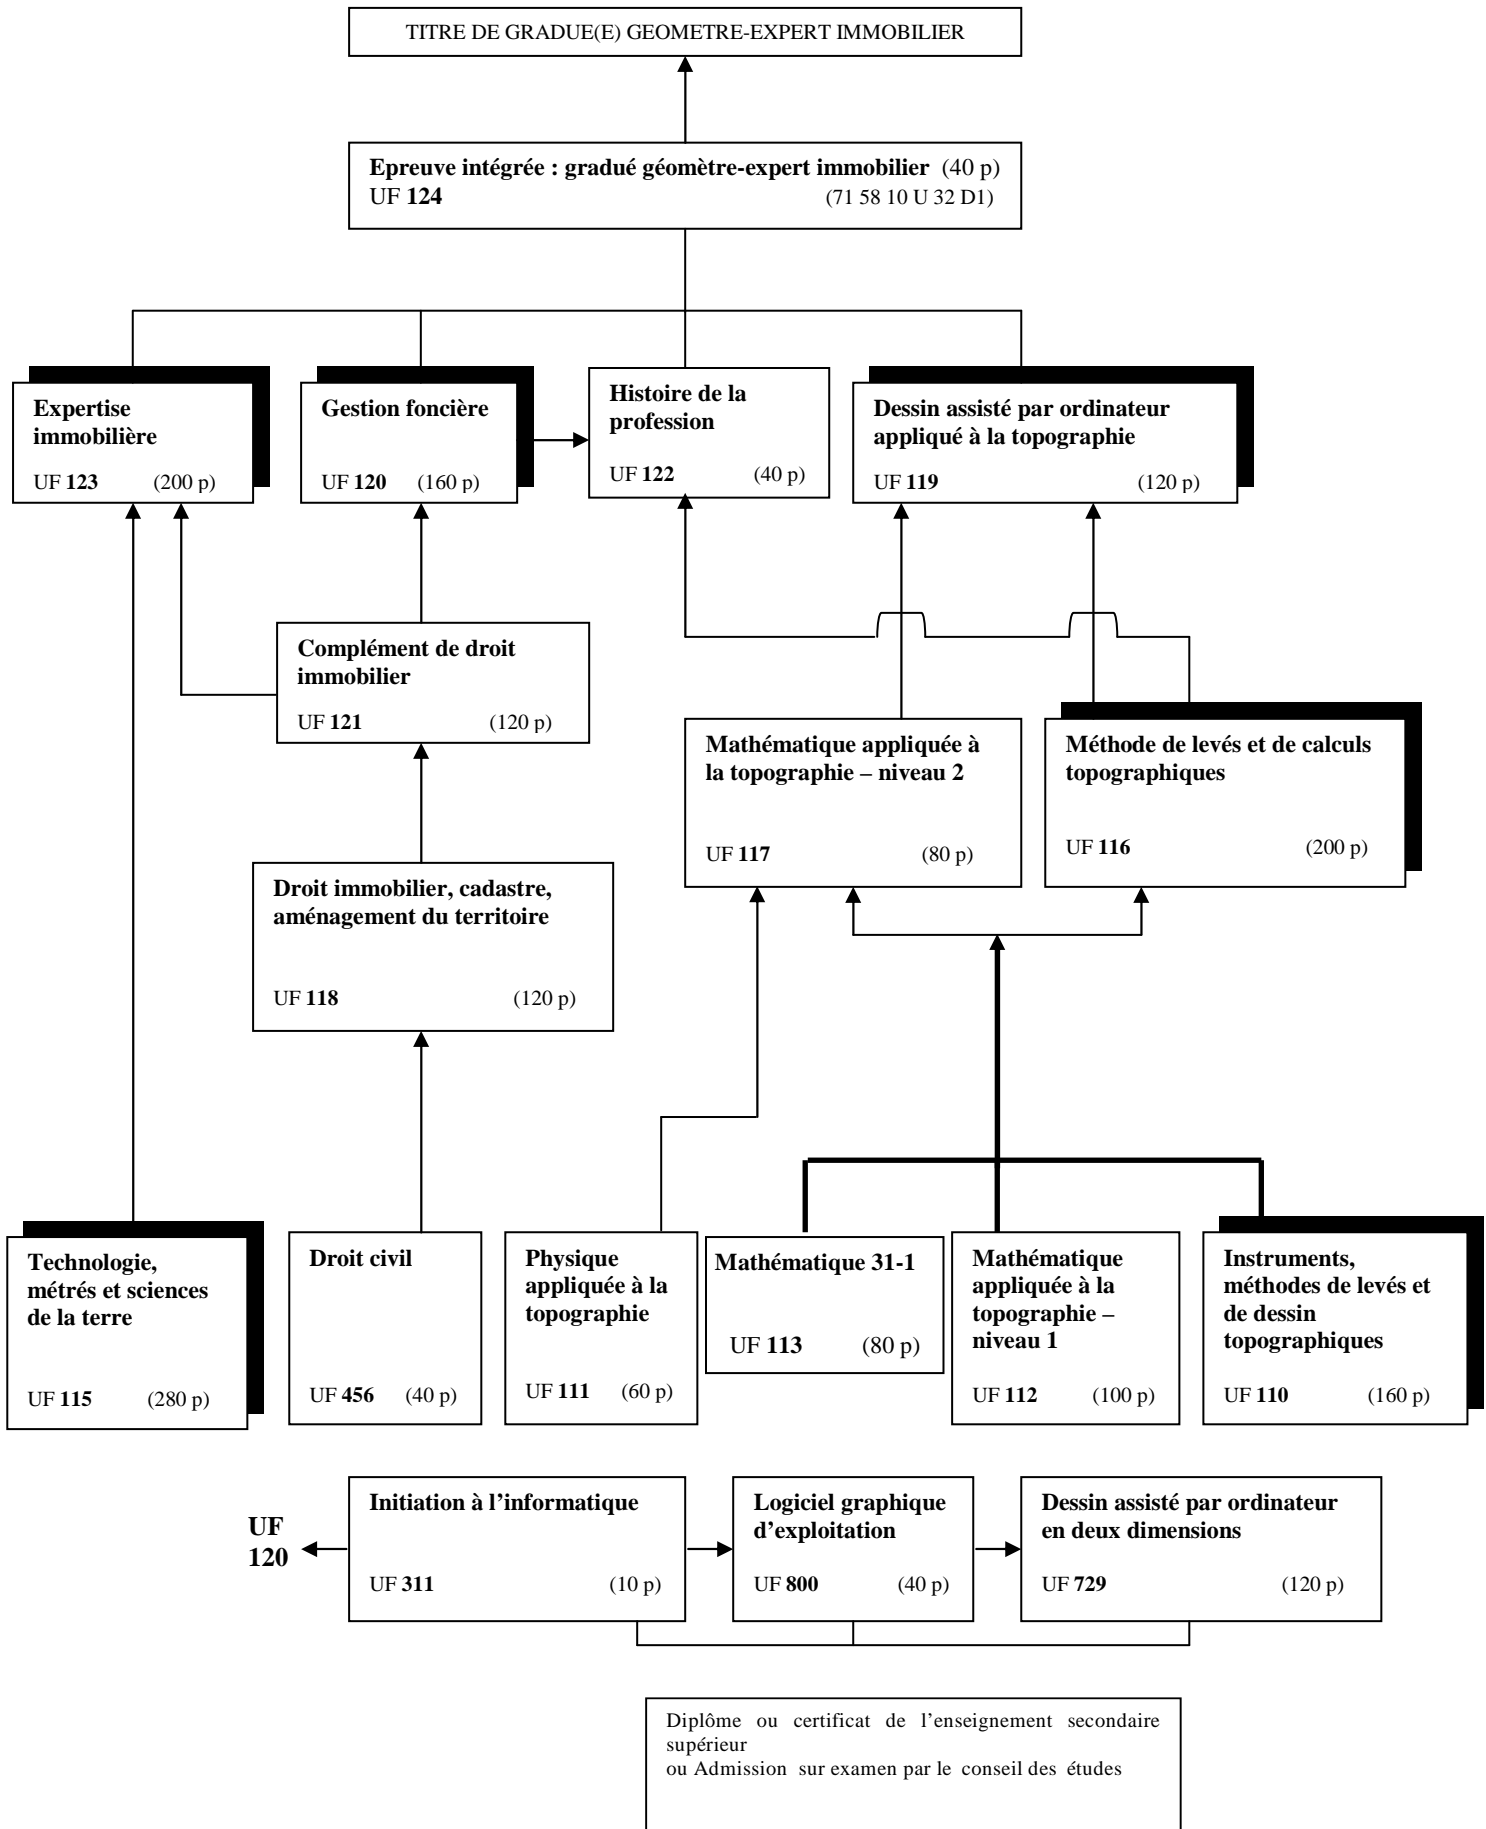 TITRE DE GRADUE(E) GEOMETRE-EXPERT IMMOBILIER
Epreuve intégrée : gradué géomètre-expert immobilier (40 p)
UF 124 (71 58 10 U 32 D1)
Expertise
immobilière
UF 123 (200 p)
Gestion foncière
UF 120 (160 p)
Histoire de la
profession
UF 122 (40 p)
Dessin assisté par ordinateur
appliqué à la topographie
UF 119 (120 p)
Complément de droit
immobilier
UF 121 (120 p)
Mathématique appliquée à
la topographie – niveau 2
UF 117 (80 p)
Méthode de levés et de calculs
topographiques
UF 116 (200 p)
Droit immobilier, cadastre,
aménagement du territoire
UF 118 (120 p)
Technologie,
métrés et sciences
de la terre
UF 115 (280 p)
Droit civil
UF 456 (40 p)
Physique
appliquée à la
topographie
UF 111 (60 p)
Mathématique 31-1
UF 113 (80 p)
Mathématique
appliquée à la
topographie –
niveau 1
UF 112 (100 p)
Instruments,
méthodes de levés et
de dessin
topographiques
UF 110 (160 p)
UF
120
Initiation à l’informatique
UF 311 (10 p)
Logiciel graphique
d’exploitation
UF 800 (40 p)
Dessin assisté par ordinateur
en deux dimensions
UF 729 (120 p)
Diplôme ou certificat de l’enseignement secondaire
supérieur
ou Admission sur examen par le conseil des études